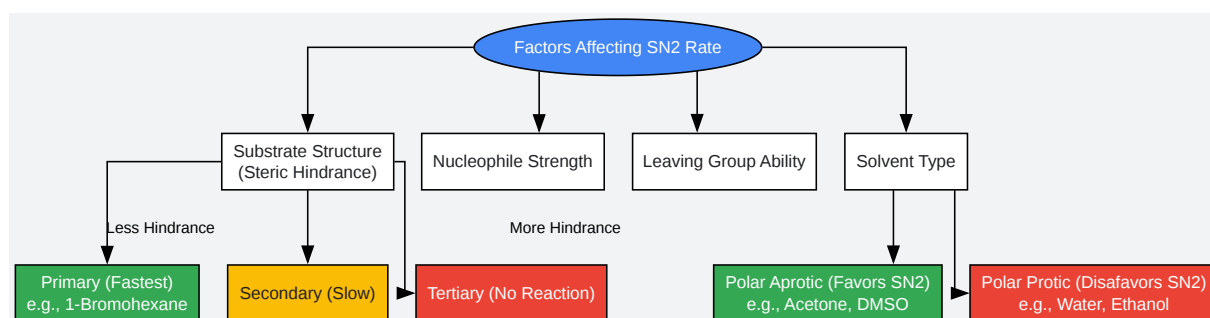 Factors Affecting SN2 Rate
Substrate Structure
(Steric Hindrance)
Nucleophile Strength
Leaving Group Ability
Solvent Type
Less Hindrance
More Hindrance
Primary (Fastest)
e.g., 1-Bromohexane
Secondary (Slow)
Tertiary (No Reaction)
Polar Aprotic (Favors SN2)
e.g., Acetone, DMSO
Polar Protic (Disafavors SN2)
e.g., Water, Ethanol